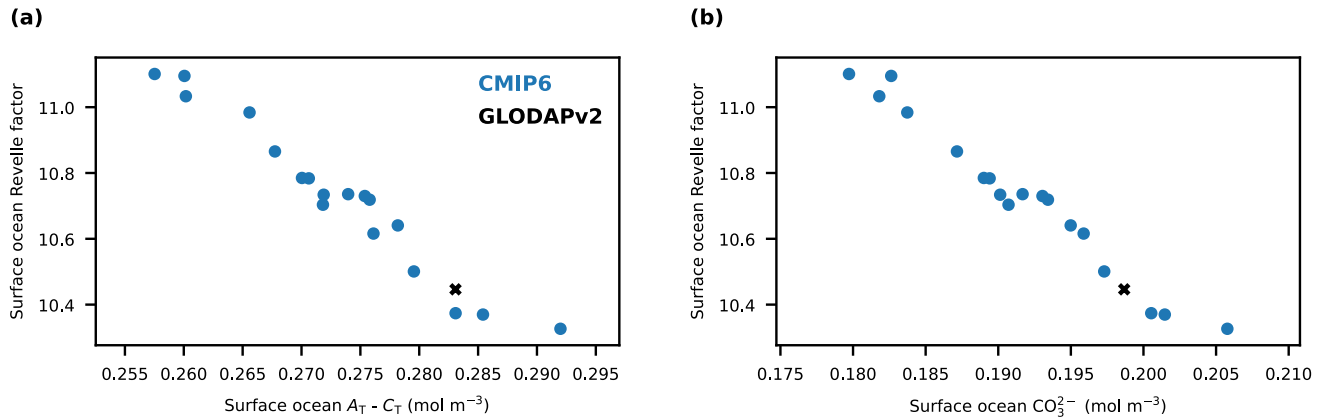 (a)
Surface ocean Revelle factor
11.0
10.8
10.6
10.4
CMIP6
GLODAPv2
0.255 0.260 0.265 0.270 0.275 0.280 0.285 0.290 0.295
Surface ocean A_T - C_T (mol m⁻³)
(b)
Surface ocean Revelle factor
11.0
10.8
10.6
10.4
0.175 0.180 0.185 0.190 0.195 0.200 0.205 0.210
Surface ocean CO₃²⁻ (mol m⁻³)